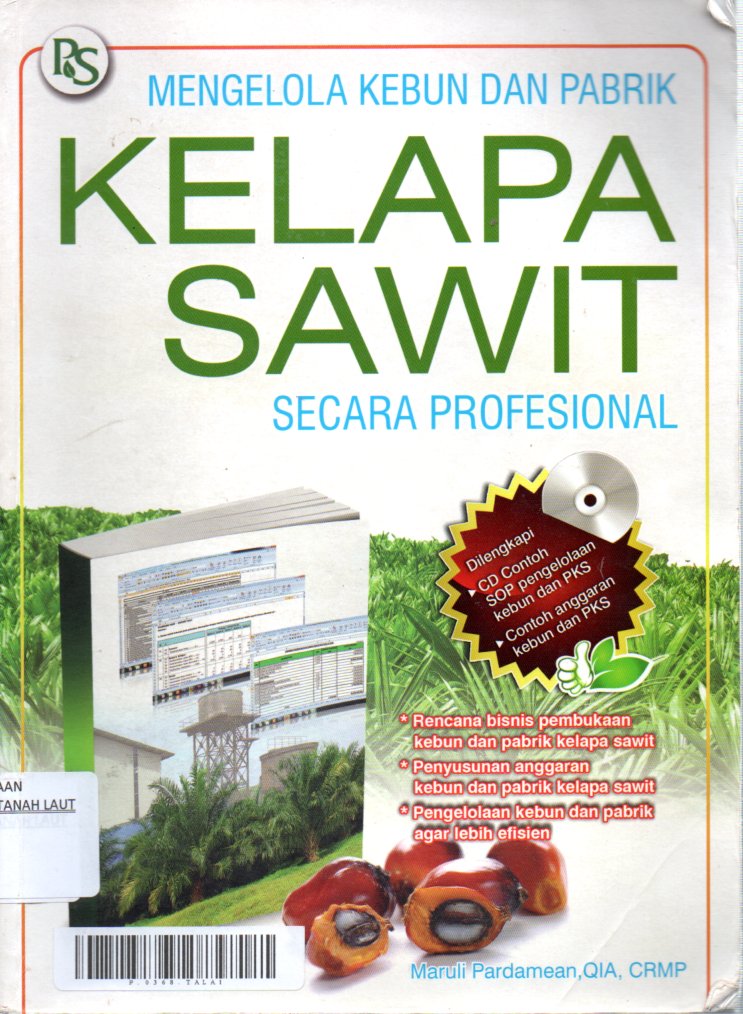 PS
MENGELOLA KEBUN DAN PABRIK
KELAPA
SAWIT
SECARA PROFESIONAL
Dilengkapi
CD Contoh
SOP pengelolaan
kebun dan PKS
Contoh anggaran
kebun dan PKS
* Rencana bisnis pembukaan
kebun dan pabrik kelapa sawit
* Penyusunan anggaran
kebun dan pabrik kelapa sawit
* Pengelolaan kebun dan pabrik
agar lebih efisien
AAN
TANAH LAUT
P.0368.TALA1
Maruli Pardamean,QIA, CRMP